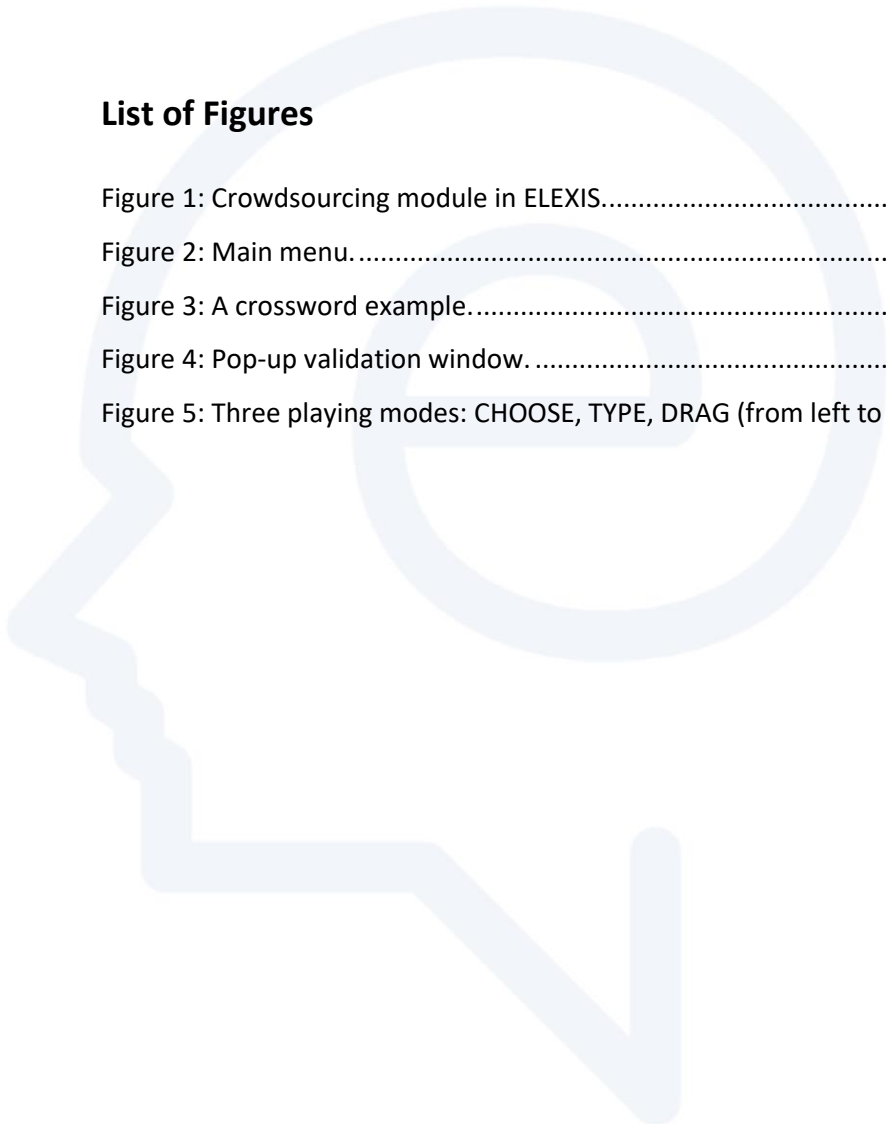 List of Figures
Figure 1: Crowdsourcing module in ELEXIS.......................................
Figure 2: Main menu. ...........................................................................
Figure 3: A crossword example...........................................................
Figure 4: Pop-up validation window. ..................................................
Figure 5: Three playing modes: CHOOSE, TYPE, DRAG (from left to
e